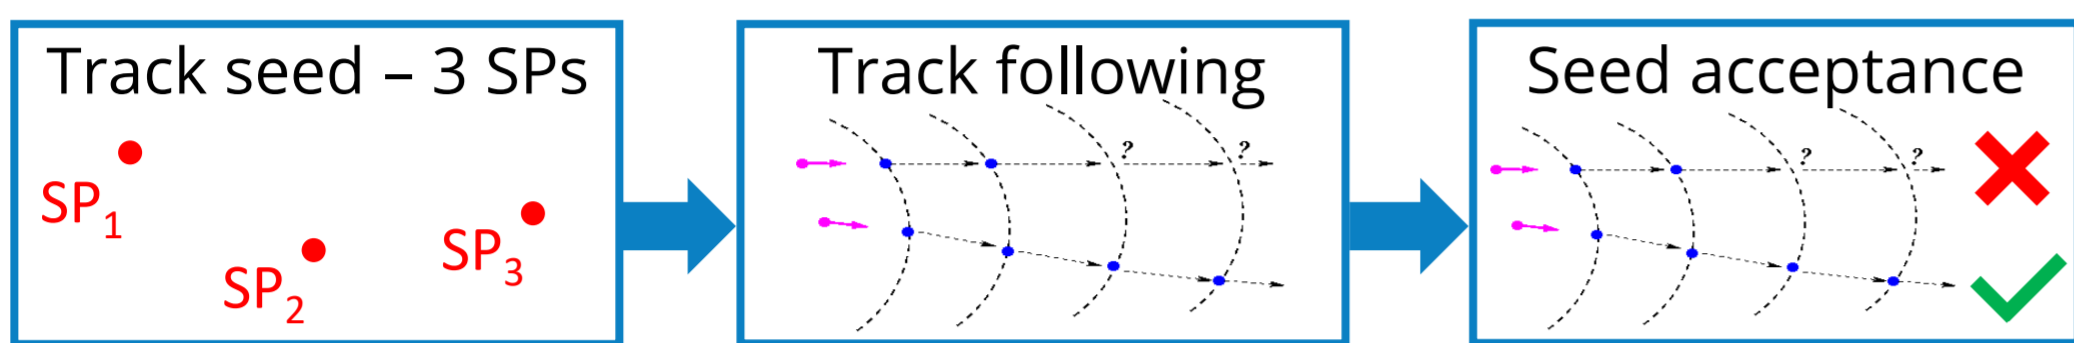 Track seed – 3 SPs
SP1
SP2
SP3
Track following
?
?
Seed acceptance
?
?